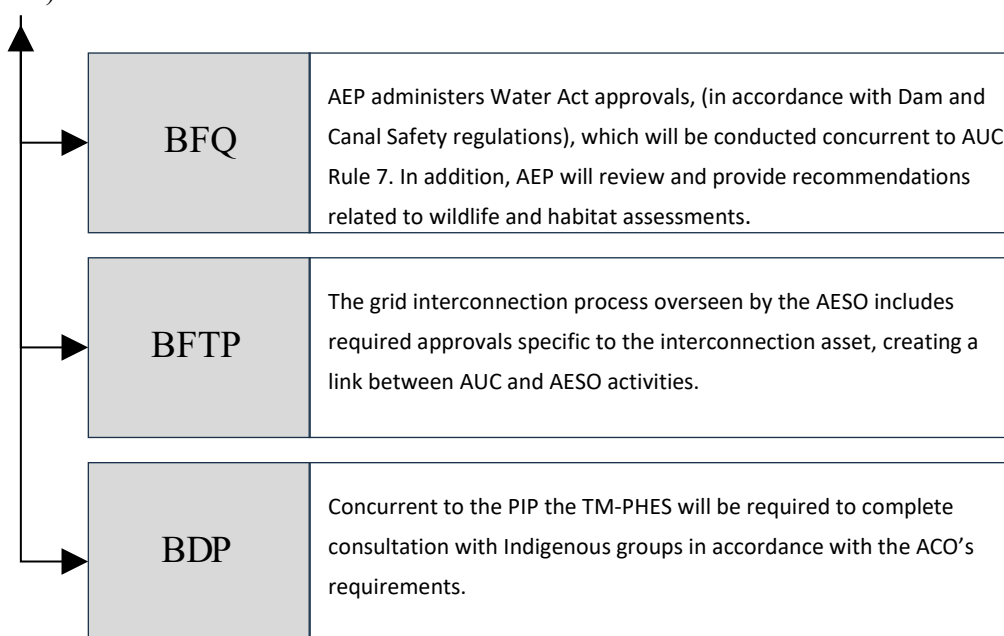 )
BFQ
AEP administers Water Act approvals, (in accordance with Dam and
Canal Safety regulations), which will be conducted concurrent to AUC
Rule 7. In addition, AEP will review and provide recommendations
related to wildlife and habitat assessments.
BFTP
The grid interconnection process overseen by the AESO includes
required approvals specific to the interconnection asset, creating a
link between AUC and AESO activities.
BDP
Concurrent to the PIP the TM-PHES will be required to complete
consultation with Indigenous groups in accordance with the ACO’s
requirements.